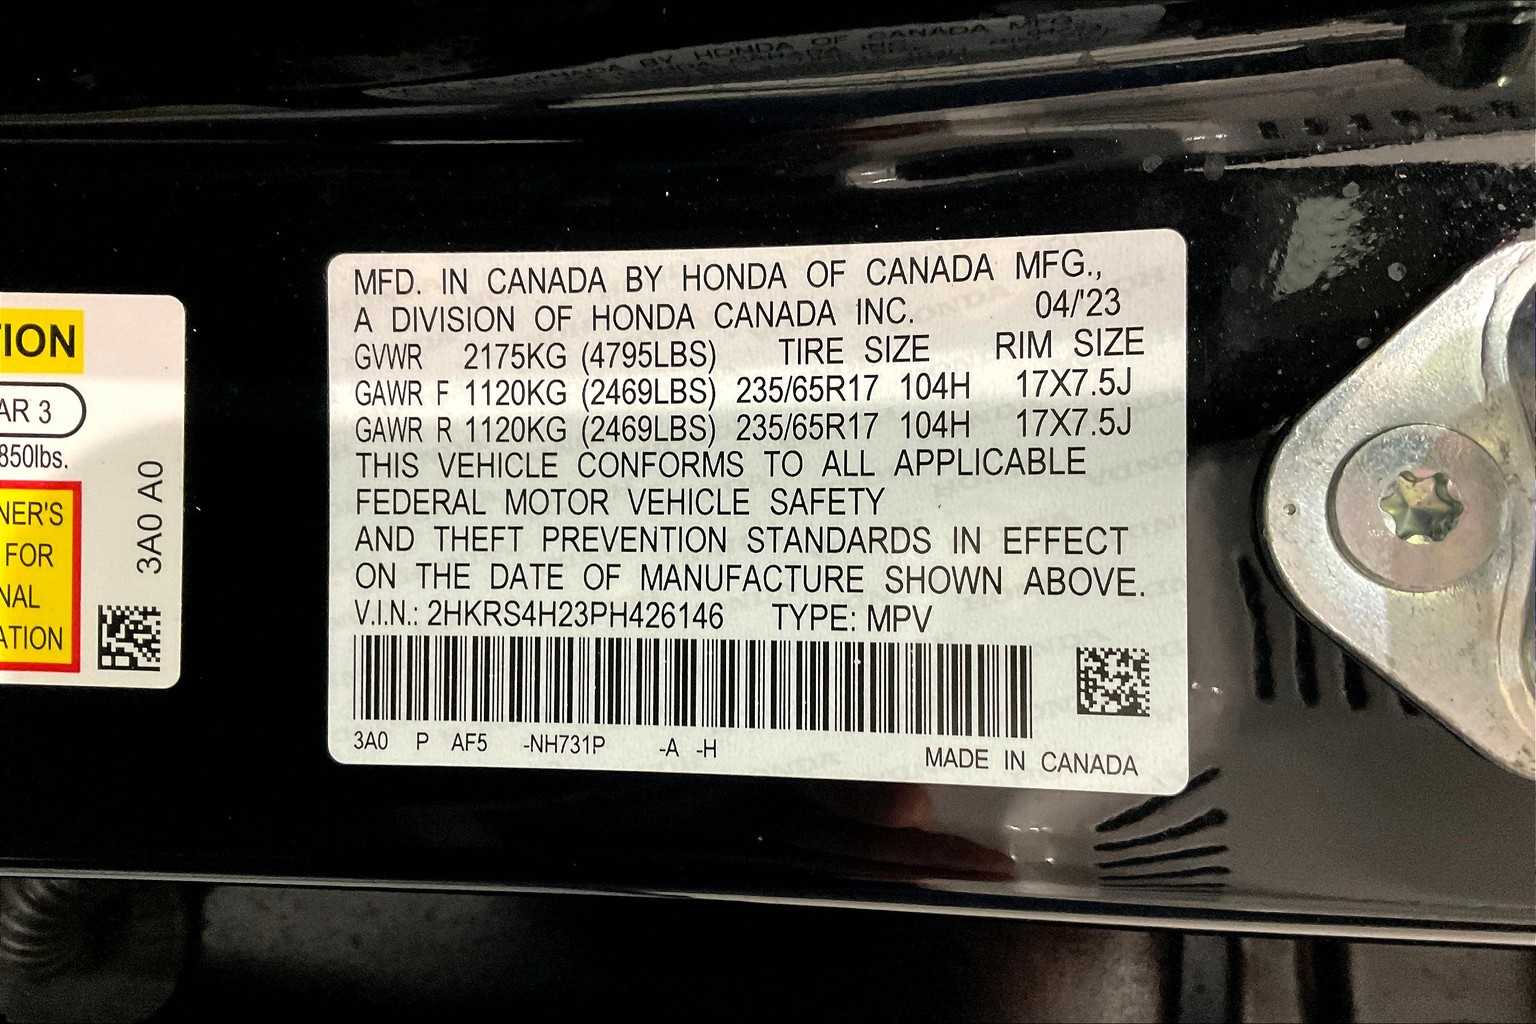 MFD. IN CANADA BY HONDA OF CANADA MFG.,
A DIVISION OF HONDA CANADA INC. 04/'23
GVWR 2175KG (4795LBS) TIRE SIZE RIM SIZE
GAWR F 1120KG (2469LBS) 235/65R17 104H 17X7.5J
GAWR R 1120KG (2469LBS) 235/65R17 104H 17X7.5J
THIS VEHICLE CONFORMS TO ALL APPLICABLE
FEDERAL MOTOR VEHICLE SAFETY
AND THEFT PREVENTION STANDARDS IN EFFECT
ON THE DATE OF MANUFACTURE SHOWN ABOVE.
V.I.N.: 2HKRS4H23PH426146 TYPE: MPV
3A0 P AF5 -NH731P -A -H
MADE IN CANADA
TION
AR 3
850lbs.
NER'S
FOR
NAL
ATION
3A0 A0